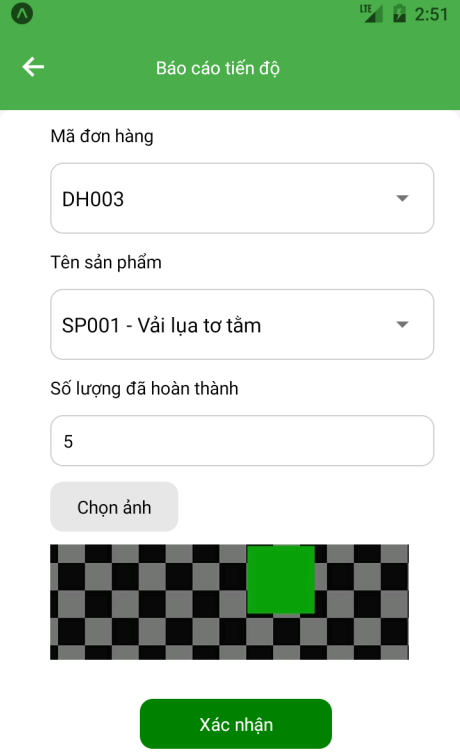 LTE 2:51
Báo cáo tiến độ
Mã đơn hàng
DH003
Tên sản phẩm
SP001 - Vải lụa tơ tằm
Số lượng đã hoàn thành
5
Chọn ảnh
Xác nhận